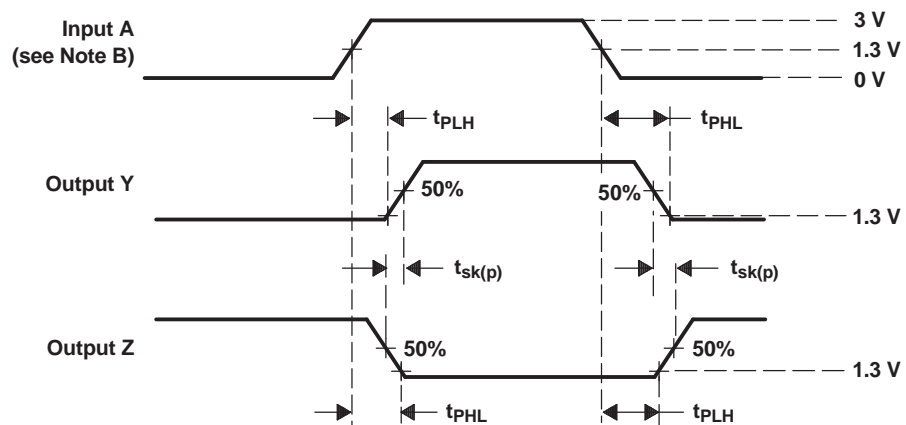 Input A
(see Note B)
3 V
1.3 V
0 V
tPLH
tPHL
Output Y
50%
50%
1.3 V
tsk(p)
tsk(p)
Output Z
50%
50%
1.3 V
tPHL
tPLH